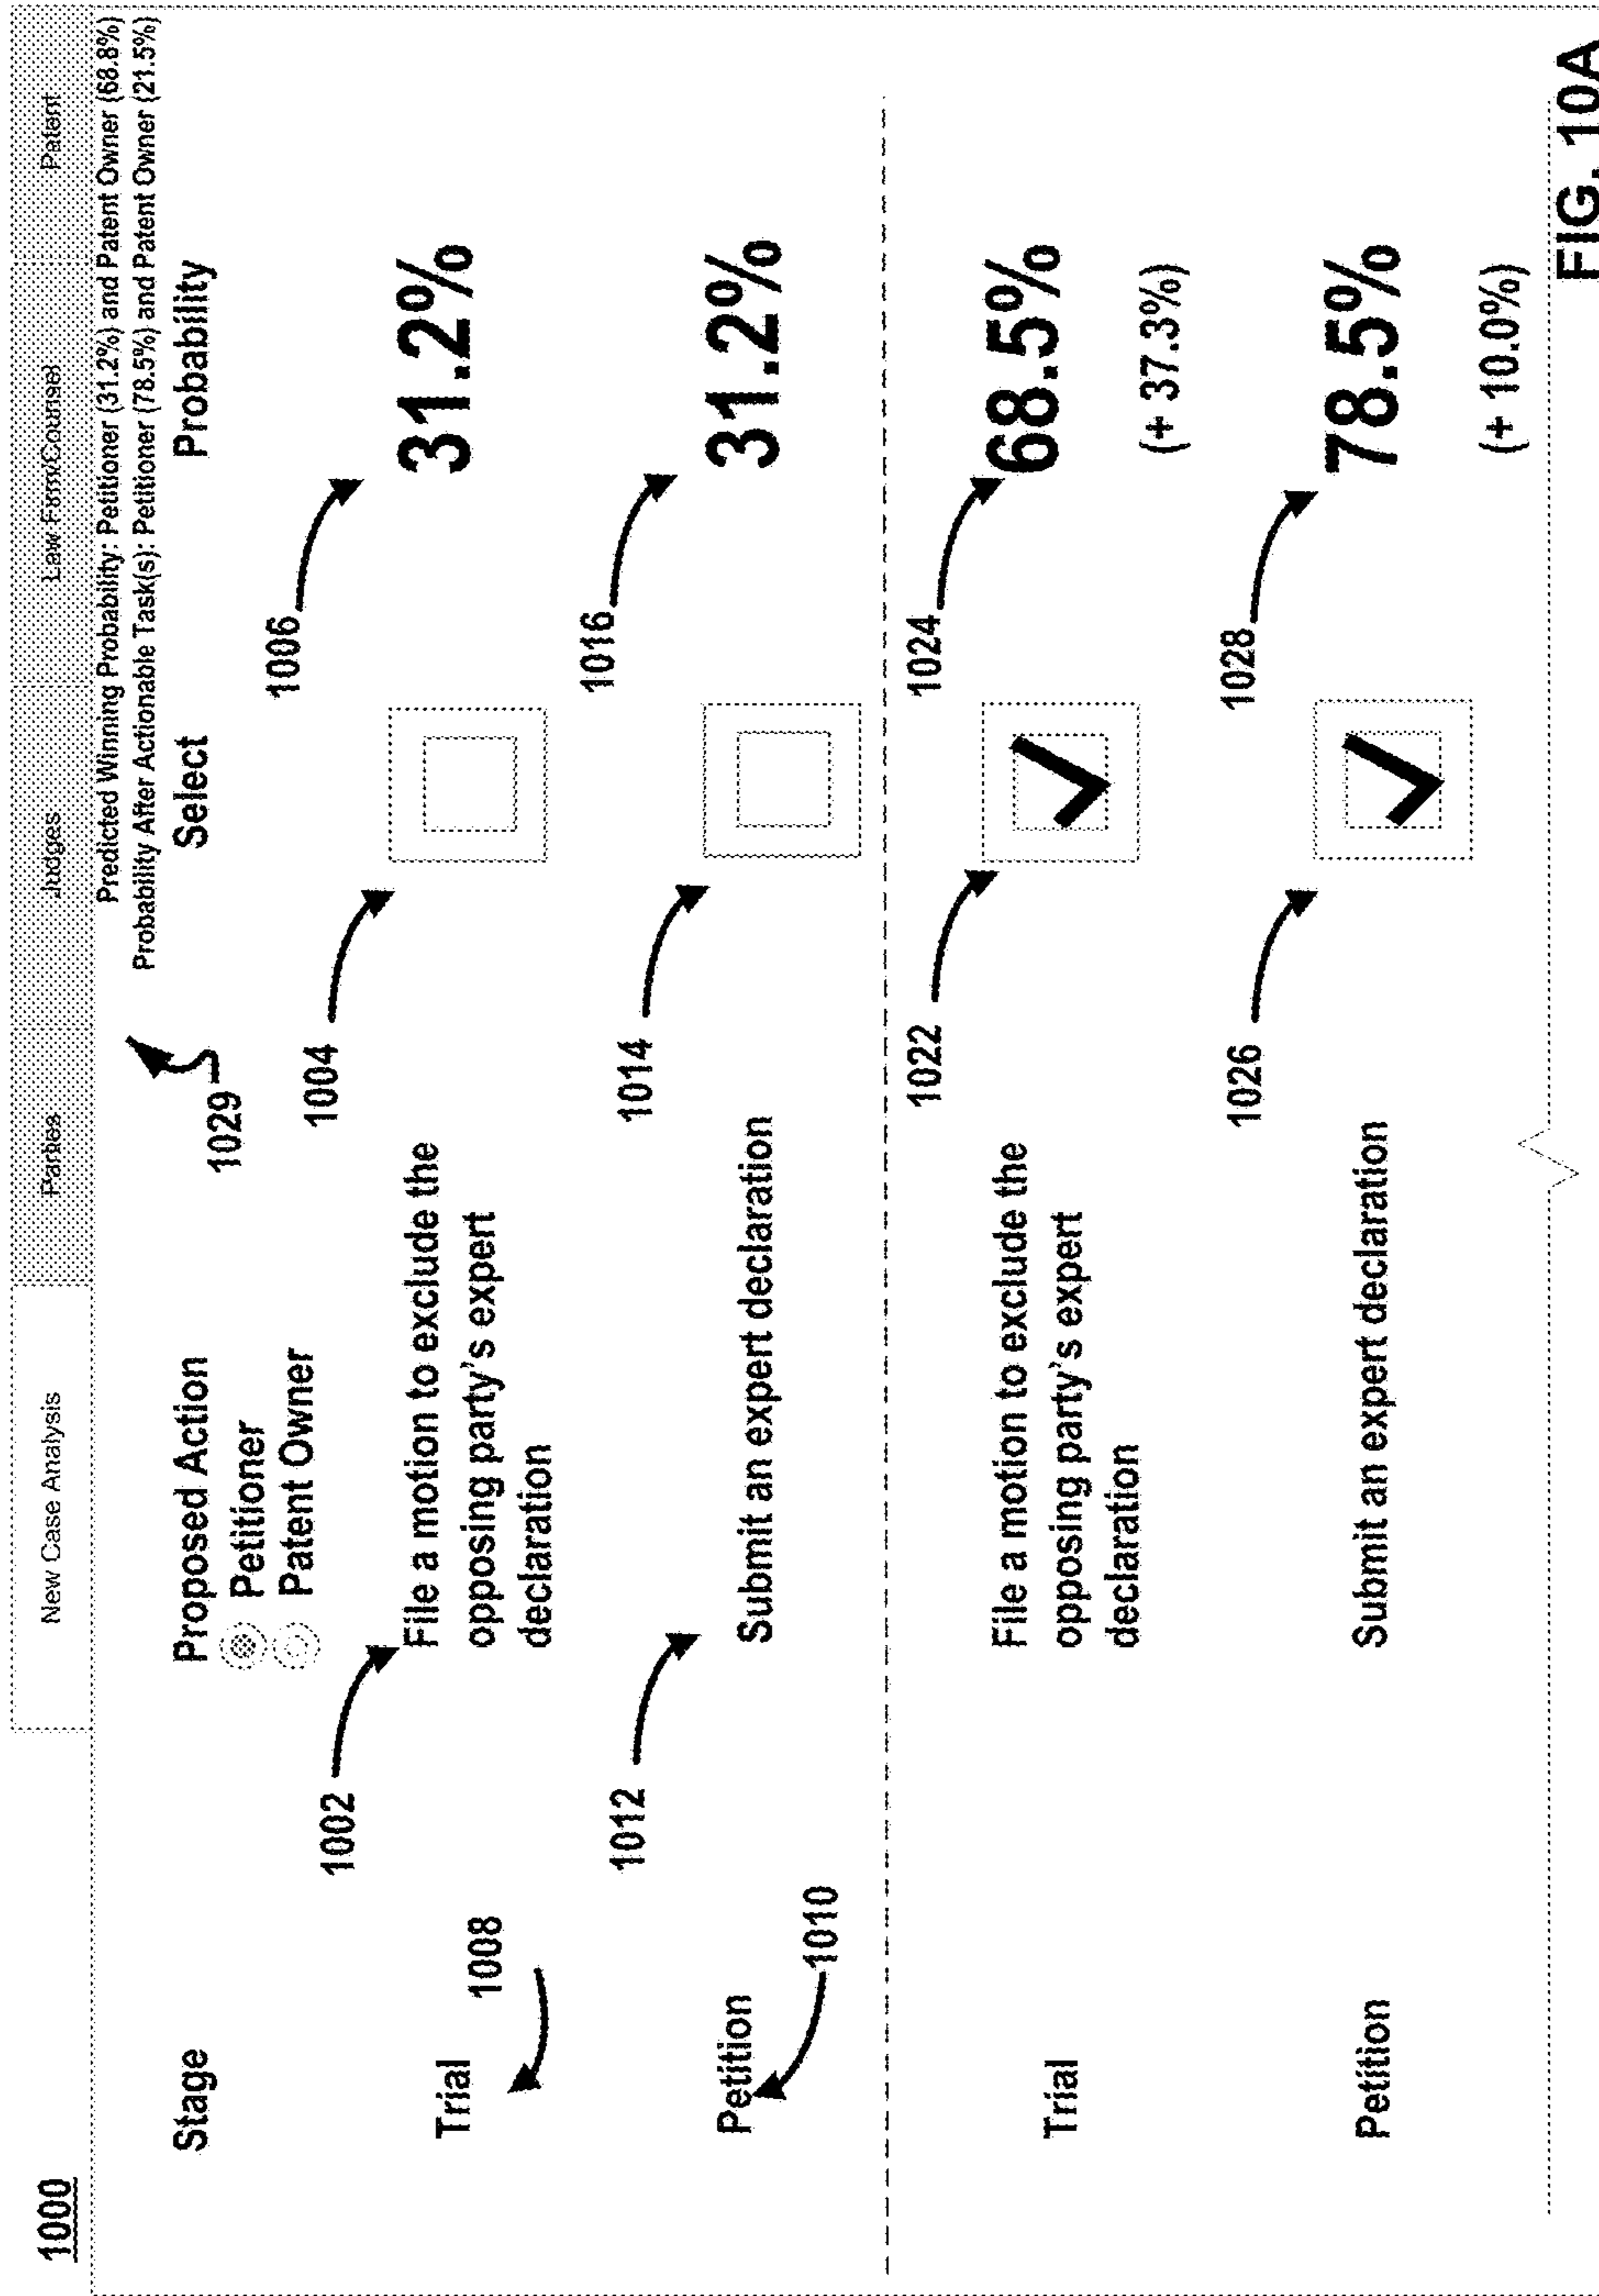 1000
New Case Analysis
Parties
Judges
Law Firm/Counsel
Patent
Predicted Winning Probability: Petitioner (31.2%) and Patent Owner (68.8%)
Probability After Actionable Task(s): Petitioner (78.5%) and Patent Owner (21.5%)
1029
Stage
Proposed Action
Select
Probability
Petitioner
Patent Owner
1002
1004
1006
Trial
1008
File a motion to exclude the
opposing party's expert
declaration
31.2%
1012
1014
1016
Petition
1010
Submit an expert declaration
31.2%
1022
1024
Trial
File a motion to exclude the
opposing party's expert
declaration
68.5%
(+ 37.3%)
1026
1028
Petition
Submit an expert declaration
78.5%
(+ 10.0%)
FIG. 10A